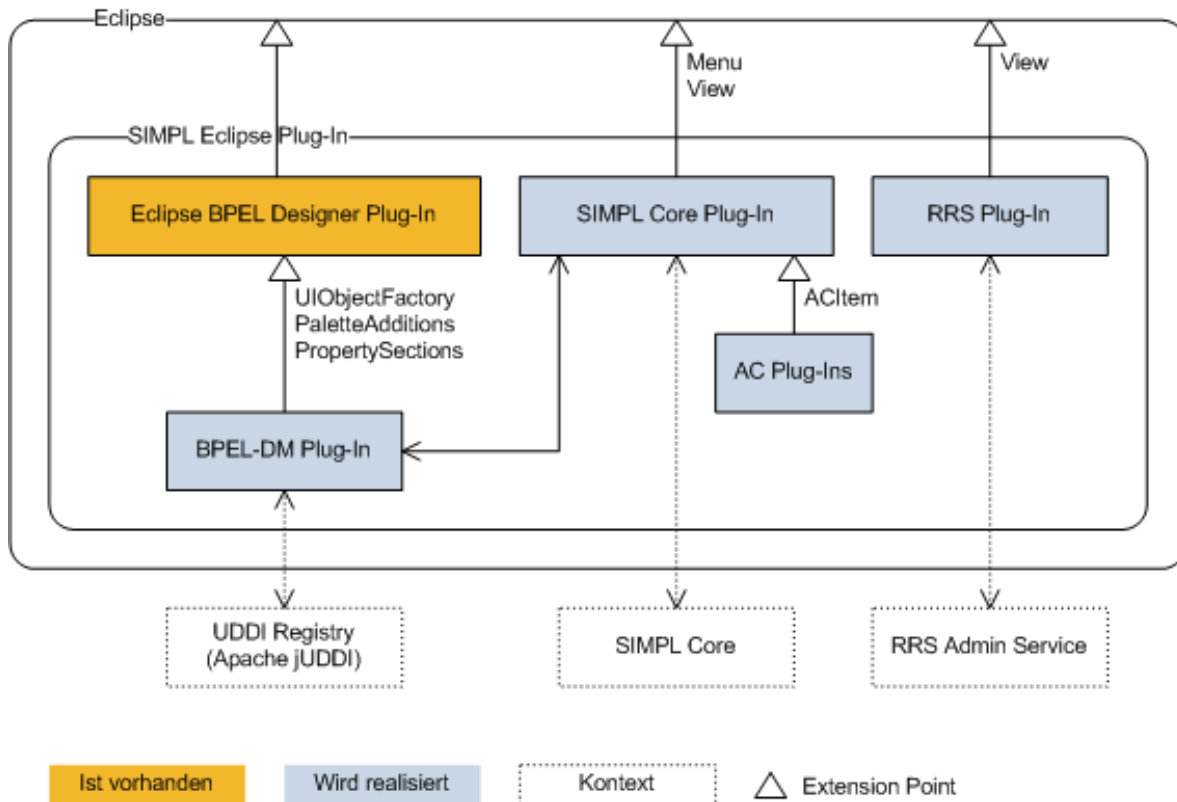 Eclipse
Menu
View
View
SIMPL Eclipse Plug-In
Eclipse BPEL Designer Plug-In
SIMPL Core Plug-In
RRS Plug-In
UIObjectFactory
PaletteAdditions
PropertySections
ACItem
AC Plug-Ins
BPEL-DM Plug-In
UDDI Registry
(Apache jUDDI)
SIMPL Core
RRS Admin Service
Ist vorhanden
Wird realisiert
Kontext
Extension Point